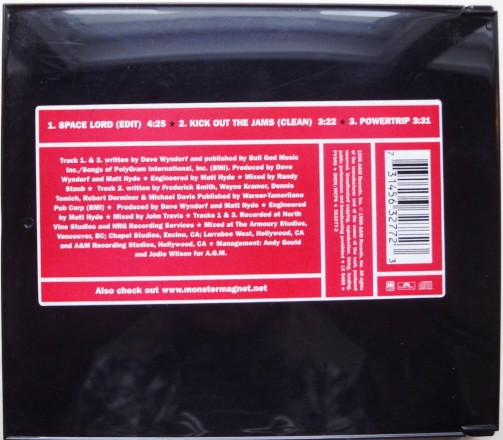 1. SPACE LORD (EDIT) 4:25 ★ 2. KICK OUT THE JAMS (CLEAN) 3:22 ★ 3. POWERTRIP 3:31
Track 1. & 3. written by Dave Wyndorf and published by Bull God Music
Inc./Songs of PolyGram International, Inc. (BMI). Produced by Dave
Wyndorf and Matt Hyde ★ Engineered by Matt Hyde ★ Mixed by Randy
Staub ★ Track 2. written by Frederick Smith, Wayne Kramer, Dennis
Tomich, Robert Derminer & Michael Davis Published by Warner-Tamerlane
Pub Corp (BMI) ★ Produced by Dave Wyndorf and Matt Hyde ★ Engineered
by Matt Hyde ★ Mixed by John Travis ★ Tracks 1 & 3. Recorded at North
Vine Studios and NRG Recording Services ★ Mixed at The Armoury Studios,
Vancouver, BC; Chapel Studios, Encino, CA; Larrabee West, Hollywood, CA
and A&M Recording Studios, Hollywood, CA ★ Management: Andy Gould
and Jodie Wilson for A.G.M.
Also check out www.monstermagnet.net
7 31456 32772 3